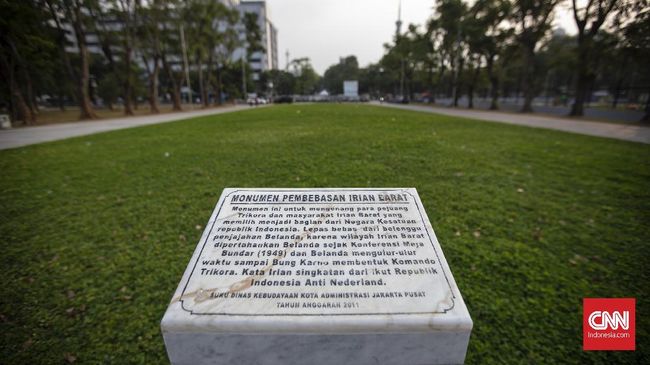 MONUMEN PEMBEBASAN IRIAN BARAT
Monumen ini untuk mengenang para pejuang
Trikora dan masyarakat Irian Barat yang
memilih menjadi bagian dari Negara Kesatuan
republik Indonesia. Lepas bebas dari belenggu
penjajahan Belanda, karena wilayah Irian Barat
dipertahankan Belanda sejak Konferensi Meja
Bundar (1949) dan Belanda mengulur-ulur
waktu sampai Bung Karno membentuk Komando
Trikora. Kata Irian singkatan dari Ikut Republik
Indonesia Anti Nederland.
SUKU DINAS KEBUDAYAAN KOTA ADMINISTRASI JAKARTA PUSAT
TAHUN ANGGARAN 2011
CNN
Indonesia.com